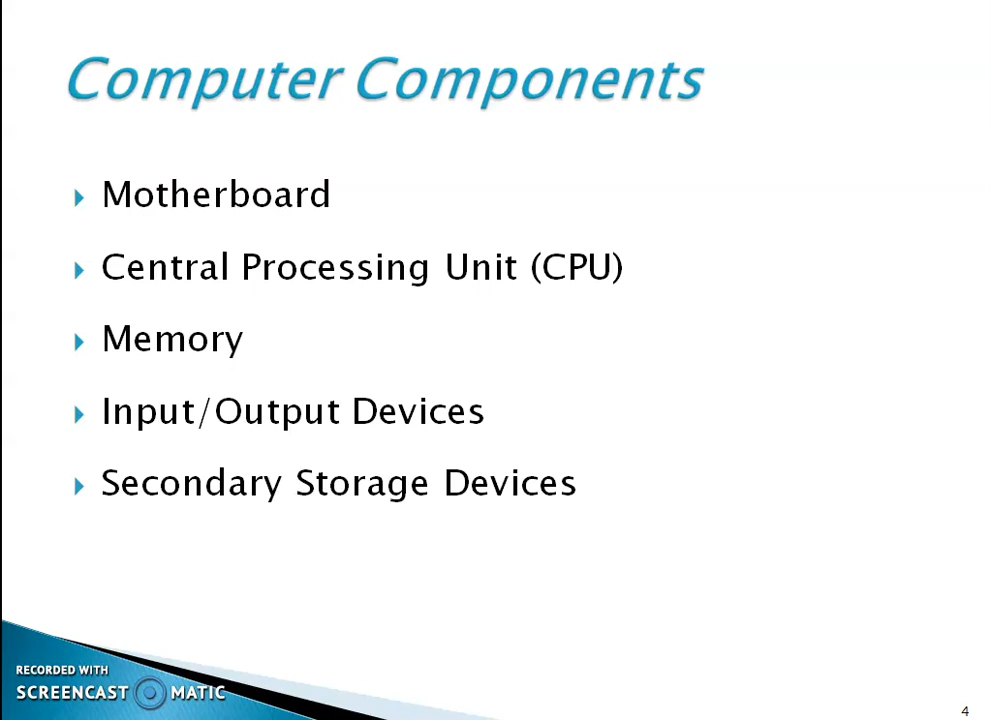 Computer Components
Motherboard
Central Processing Unit (CPU)
Memory
Input/Output Devices
Secondary Storage Devices
RECORDED WITH
SCREENCAST MATIC
4